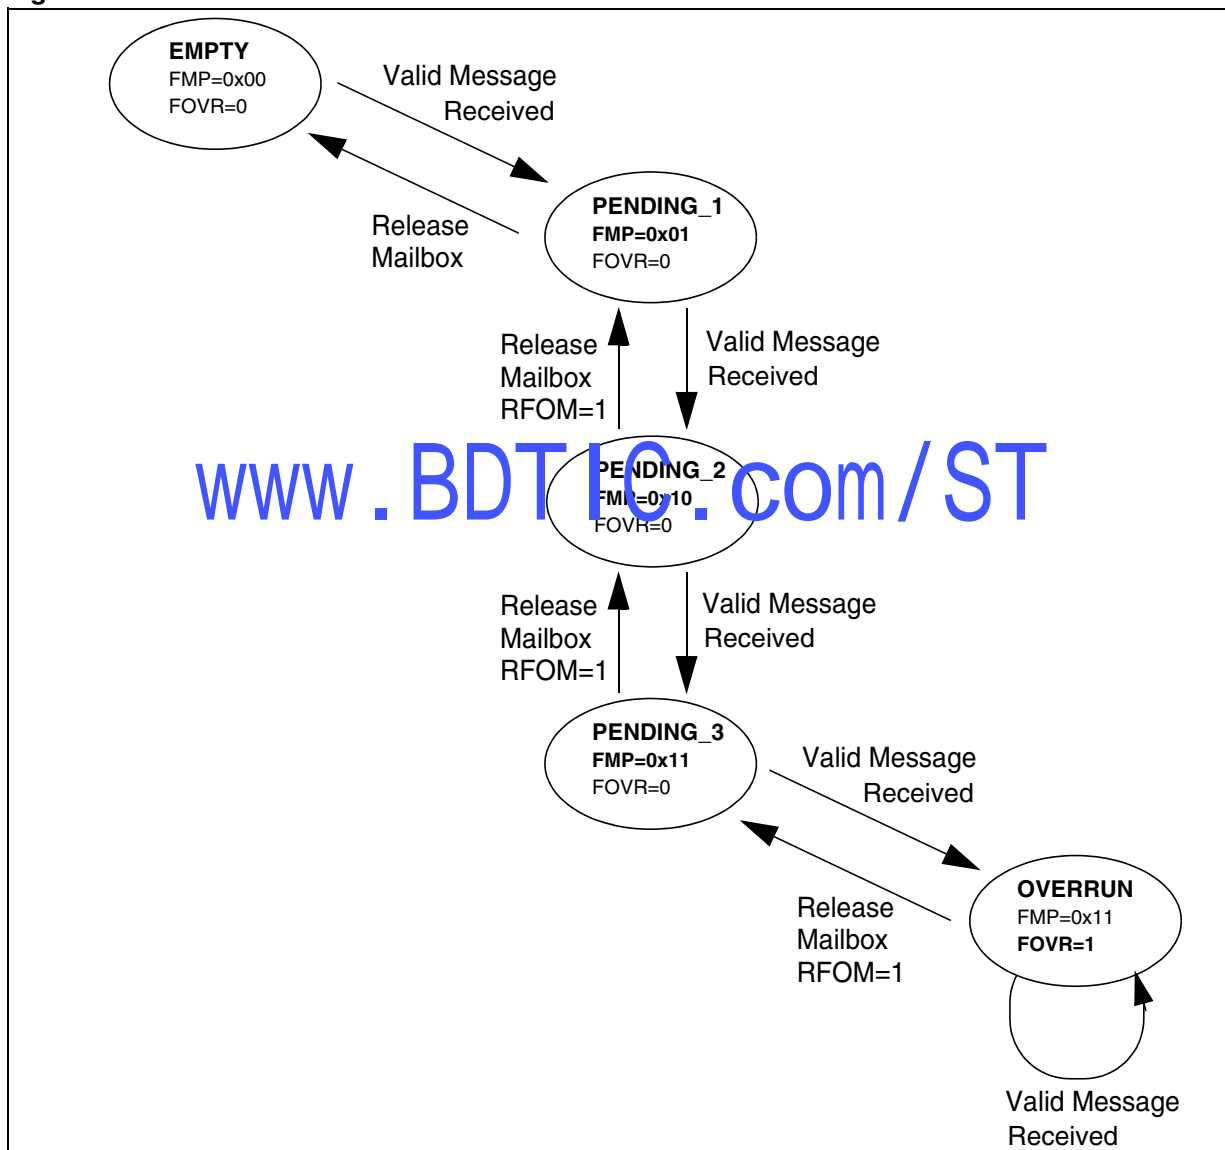 EMPTY
FMP=0x00
FOVR=0
Valid Message
Received
Release
Mailbox
PENDING_1
FMP=0x01
FOVR=0
Release
Mailbox
RFOM=1
Valid Message
Received
www.BDTIC.com/ST
PENDING_2
FMP=0x10
FOVR=0
Release
Mailbox
RFOM=1
Valid Message
Received
PENDING_3
FMP=0x11
FOVR=0
Valid Message
Received
Release
Mailbox
RFOM=1
OVERRUN
FMP=0x11
FOVR=1
Valid Message
Received